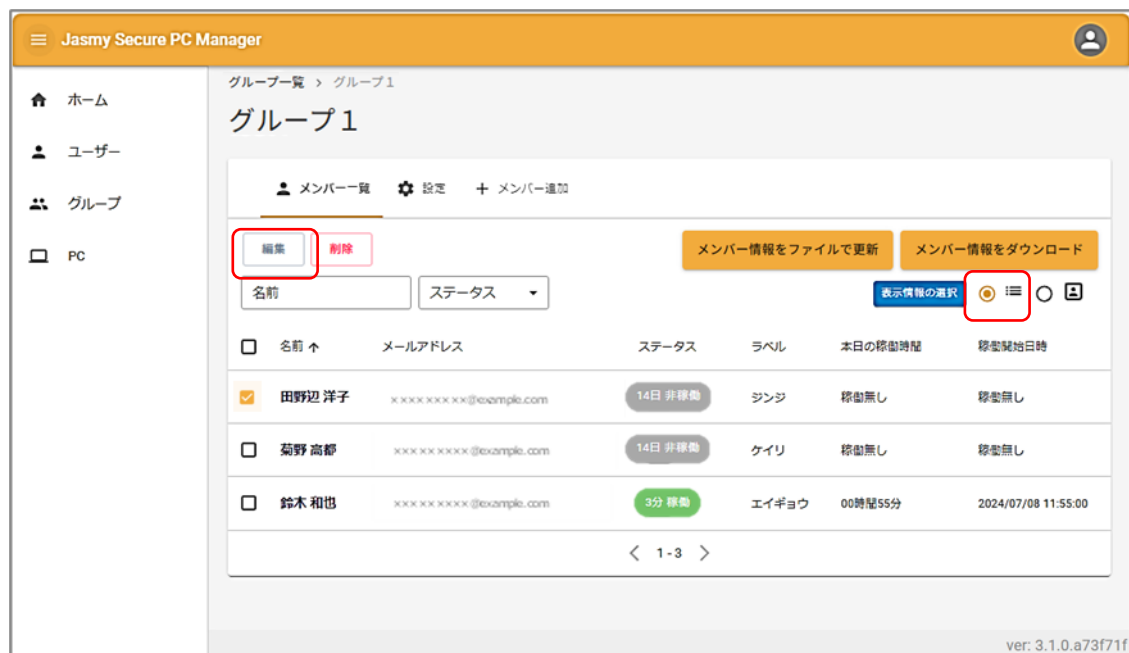 Jasmy Secure PC Manager
ホーム
ユーザー
グループ
PC
グループ一覧 › グループ1
グループ１
メンバー一覧 設定 ＋ メンバー追加
編集 削除 メンバー情報をファイルで更新 メンバー情報をダウンロード
名前 ステータス 表示情報の選択
名前 ↑ メールアドレス ステータス ラベル 本日の稼働時間 稼働開始日時
田野辺 洋子 ×××××××××@example.com 14日 非稼働 ジンジ 稼働無し 稼働無し
菊野 高都 ×××××××××@example.com 14日 非稼働 ケイリ 稼働無し 稼働無し
鈴木 和也 ×××××××××@example.com 3分 稼働 エイギョウ 00時間55分 2024/07/08 11:55:00
1 - 3
ver: 3.1.0.a73f71f